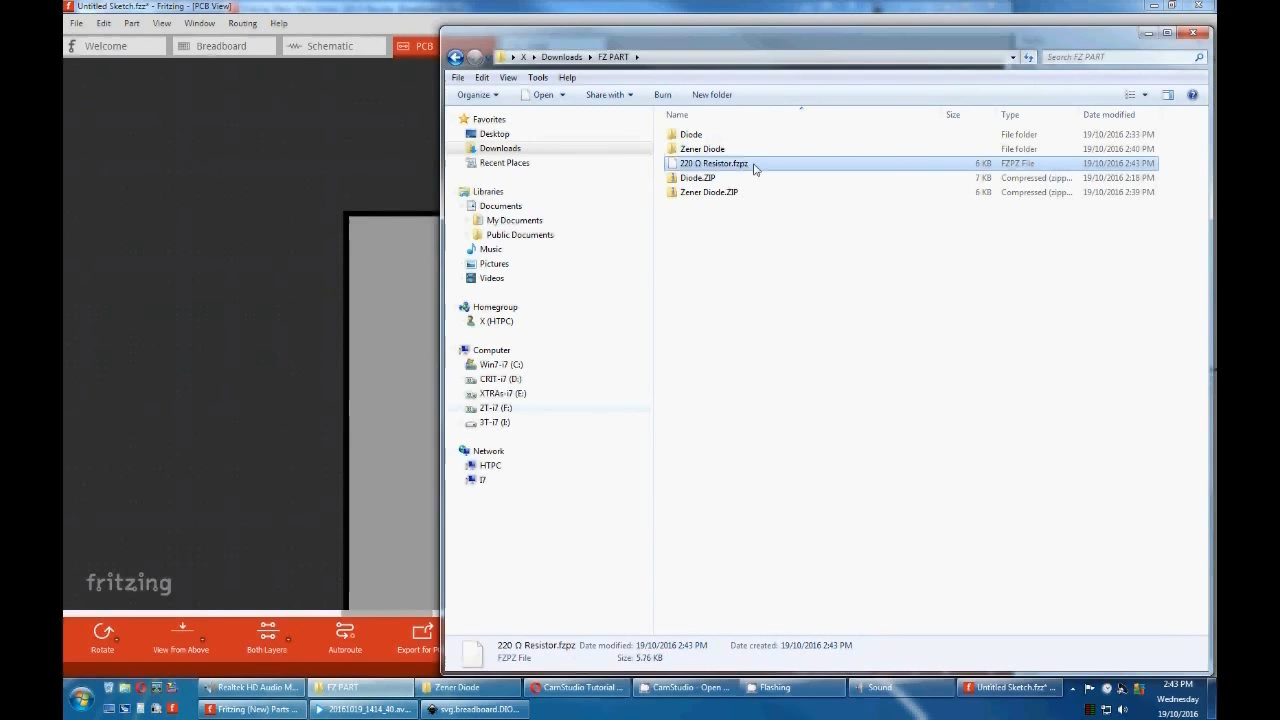 Untitled Sketch.fzz* - Fritzing - [PCB View]
File Edit Part View Window Routing Help
Welcome Breadboard Schematic PCB
X Downloads FZ PART
Search FZ PART
File Edit View Tools Help
Organize Open Share with Burn New folder
Name Size Type Date modified
Favorites
Desktop
Downloads
Recent Places
Libraries
Documents
My Documents
Public Documents
Music
Pictures
Videos
Homegroup
X (HTPC)
Computer
Win7-i7 (C:)
CRIT-i7 (D:)
XTRAs-i7 (E:)
ZT-i7 (F:)
3T-i7 (I:)
Network
HTPC
I7
Diode File folder 19/10/2016 2:33 PM
Zener Diode File folder 19/10/2016 2:40 PM
220 Ω Resistor.fzpz 6 KB FZPZ File 19/10/2016 2:43 PM
Diode.ZIP 7 KB Compressed (zipp... 19/10/2016 2:18 PM
Zener Diode.ZIP 6 KB Compressed (zipp... 19/10/2016 2:39 PM
fritzing
Rotate View from Above Both Layers Autoroute Export for P
220 Ω Resistor.fzpz Date modified: 19/10/2016 2:43 PM Date created: 19/10/2016 2:43 PM
FZPZ File Size: 5.76 KB
Realtek HD Audio M... FZ PART Zener Diode CamStudio Tutorial ... CamStudio - Open ... Flashing Sound Untitled Sketch.fzz* ...
Fritzing (New) Parts ... 20161019_1414_40.av... svg.breadboard.DIO...
2:43 PM
Wednesday
19/10/2016